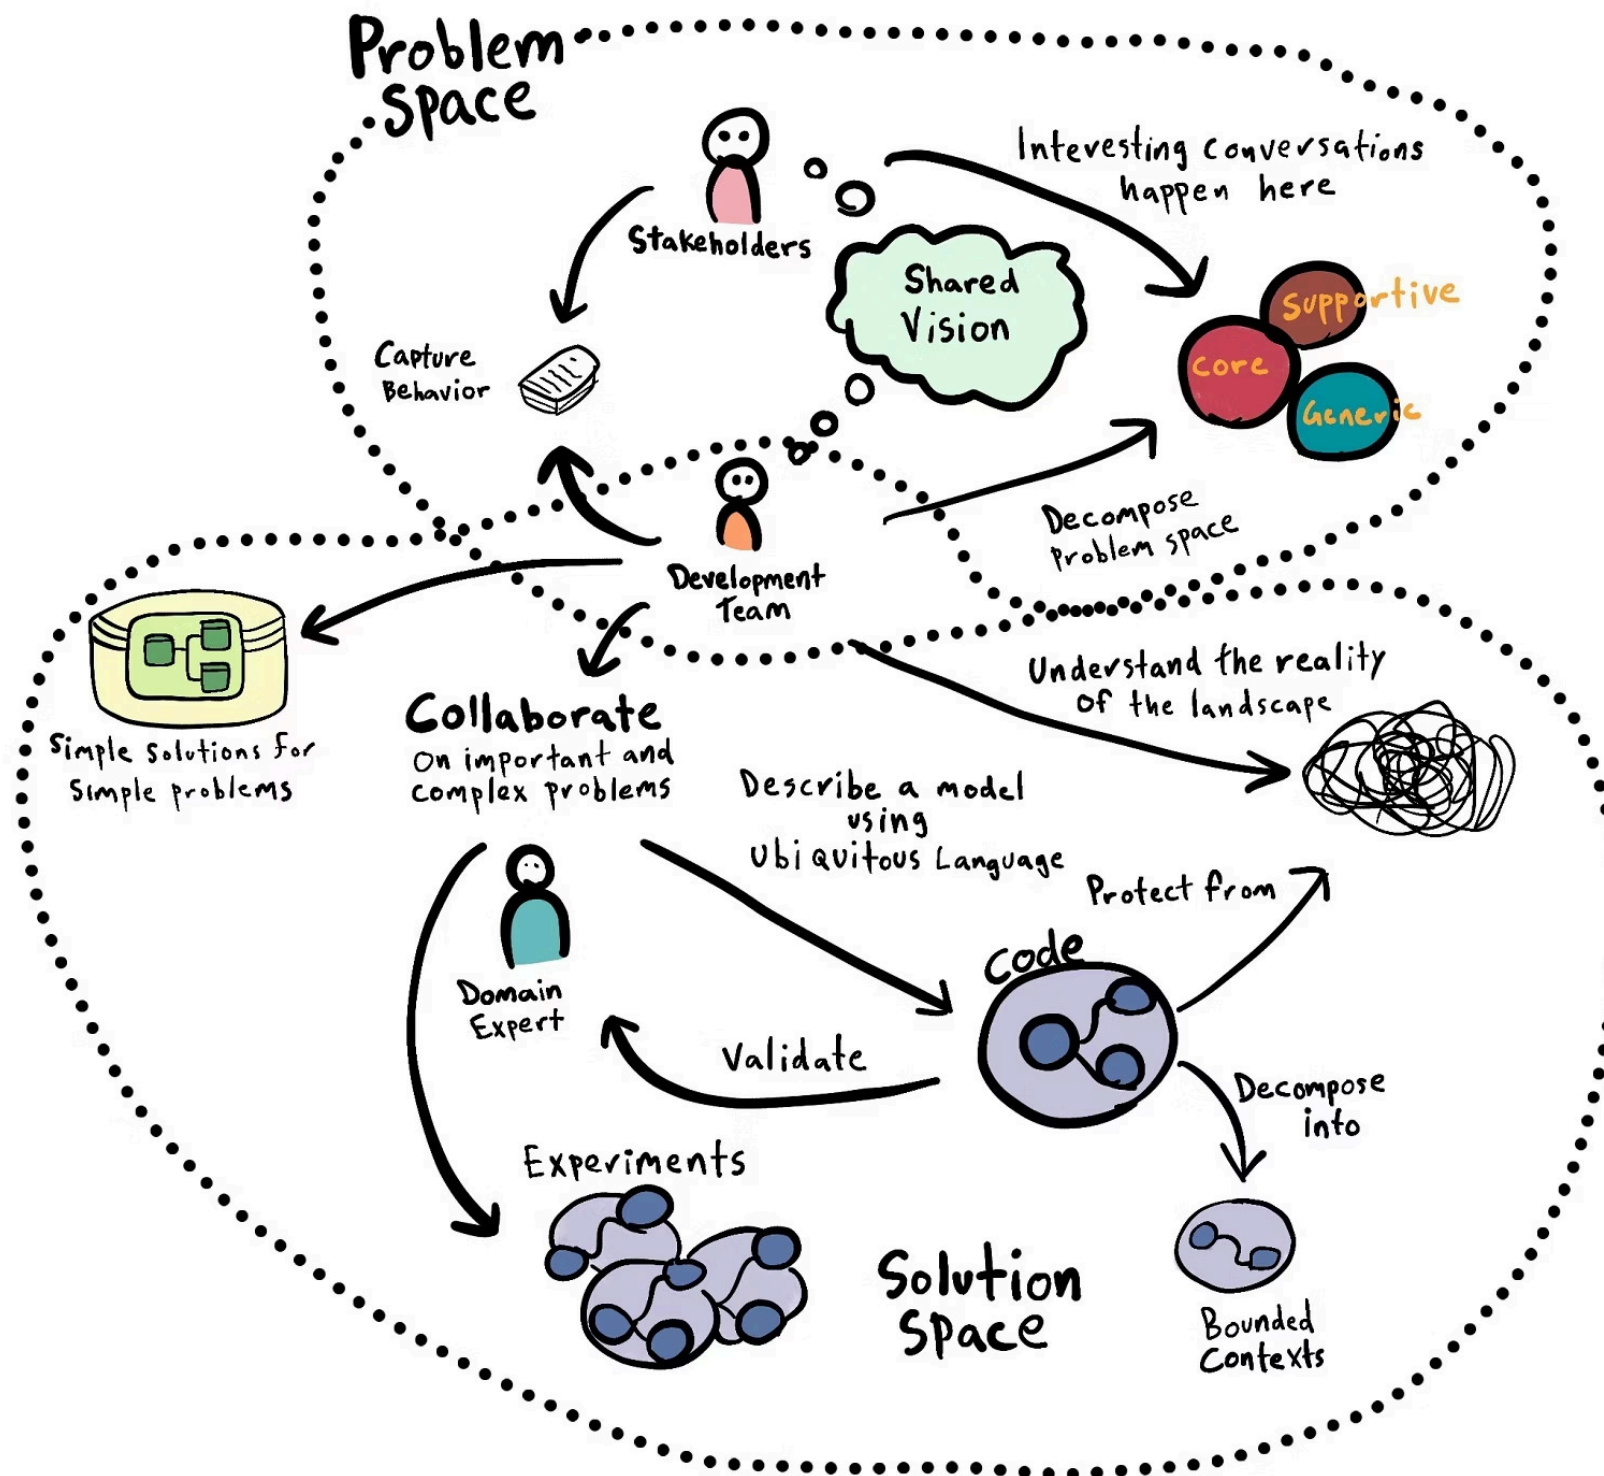 Problem
Space
Interesting conversations
happen here
Stakeholders
Shared
Vision
Supportive
Core
Generic
Capture
Behavior
Decompose
Problem space
Development
Team
Understand the reality
of the landscape
Simple solutions for
Simple problems
Collaborate
on important and
complex problems
Describe a model
using
Ubiquitous Language
Protect from
Code
Domain
Expert
Validate
Decompose
into
Experiments
Solution
Space
Bounded
Contexts